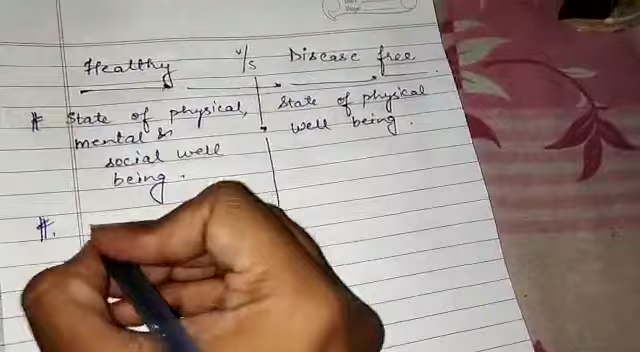 Healthy v/s Disease free
# State of physical, mental & social well being.
State of physical well being.
#.